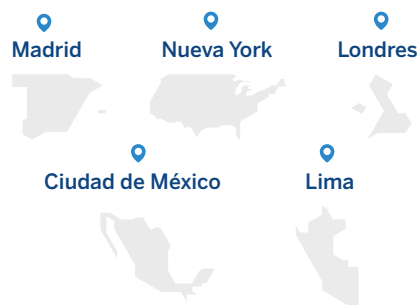 Madrid
Nueva York
Londres
Ciudad de México
Lima